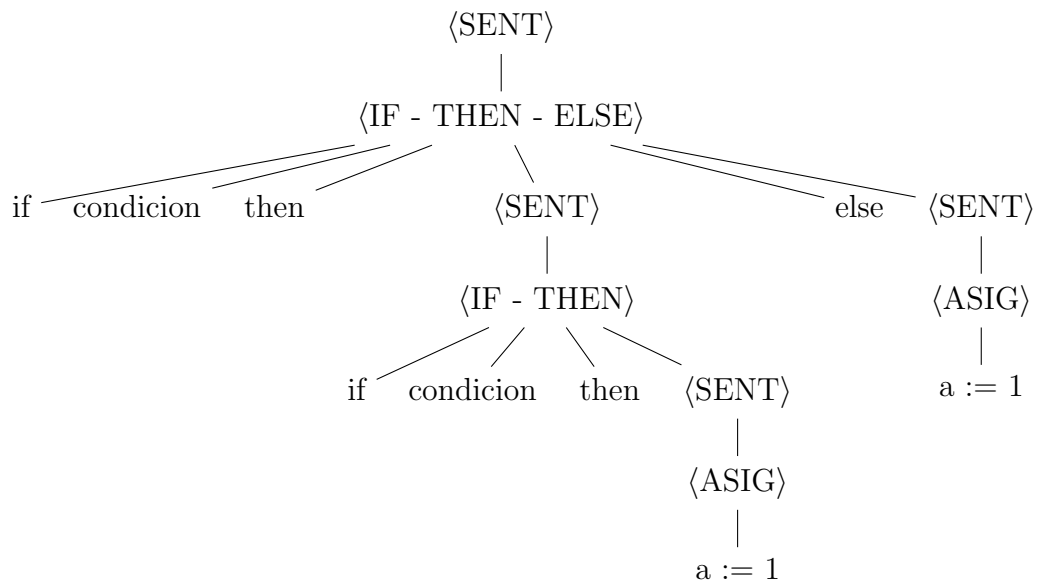 ⟨SENT⟩
⟨IF - THEN - ELSE⟩
if condicion then ⟨SENT⟩ else ⟨SENT⟩
⟨IF - THEN⟩ ⟨ASIG⟩
if condicion then ⟨SENT⟩ a := 1
⟨ASIG⟩
a := 1